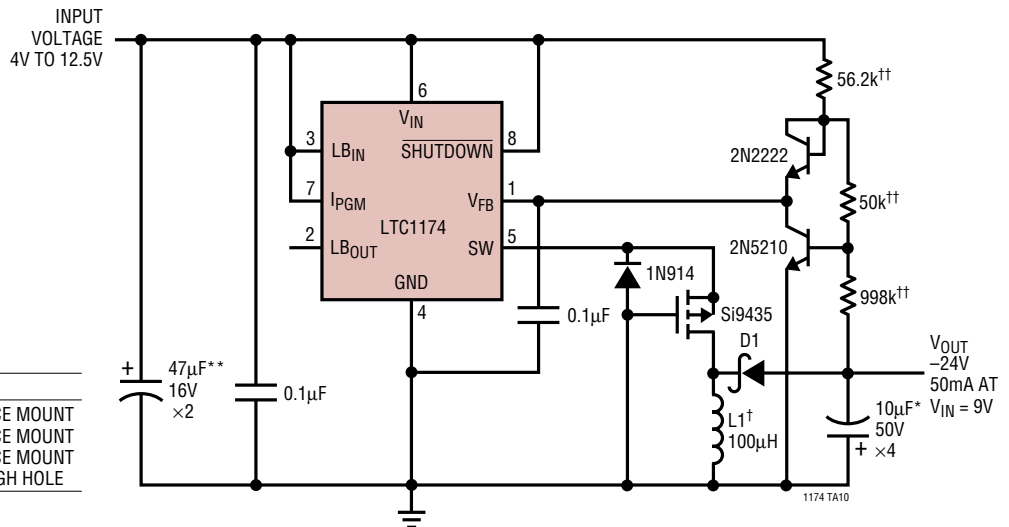 INPUT
VOLTAGE
4V TO 12.5V
56.2k††
6
VIN
3
LBIN
SHUTDOWN
8
2N2222
7
IPGM
VFB
1
50k††
LTC1174
2
LBOUT
SW
5
2N5210
GND
1N914
4
0.1µF
Si9435
998k††
D1
VOUT
–24V
50mA AT
VIN = 9V
+
47µF**
16V
×2
0.1µF
L1†
100µH
10µF*
50V
+ ×4
CE MOUNT
CE MOUNT
CE MOUNT
GH HOLE
1174 TA10